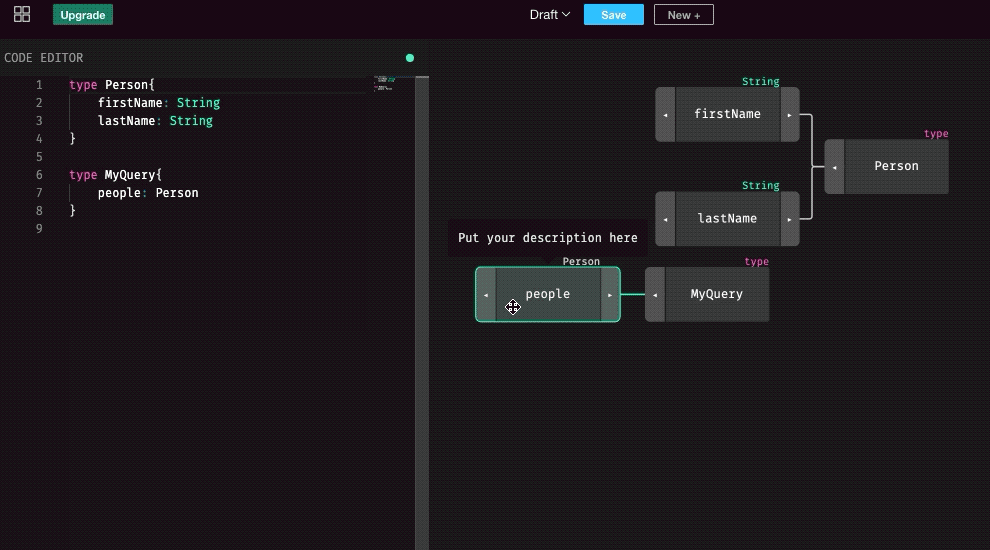 Upgrade
Draft
Save
New +
CODE EDITOR
1 type Person{
2 firstName: String
3 lastName: String
4 }
5
6 type MyQuery{
7 people: Person
8 }
9
String
firstName
type
Person
String
lastName
Put your description here
Person
people
type
MyQuery